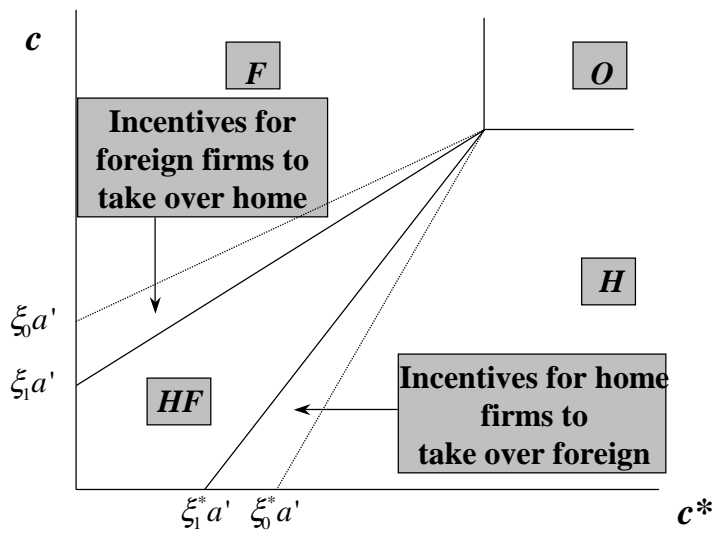 c
F
O
Incentives for
foreign firms to
take over home
H
ξ₀a'
ξ₁a'
HF
Incentives for home
firms to
take over foreign
ξ₁*a' ξ₀*a'
c*